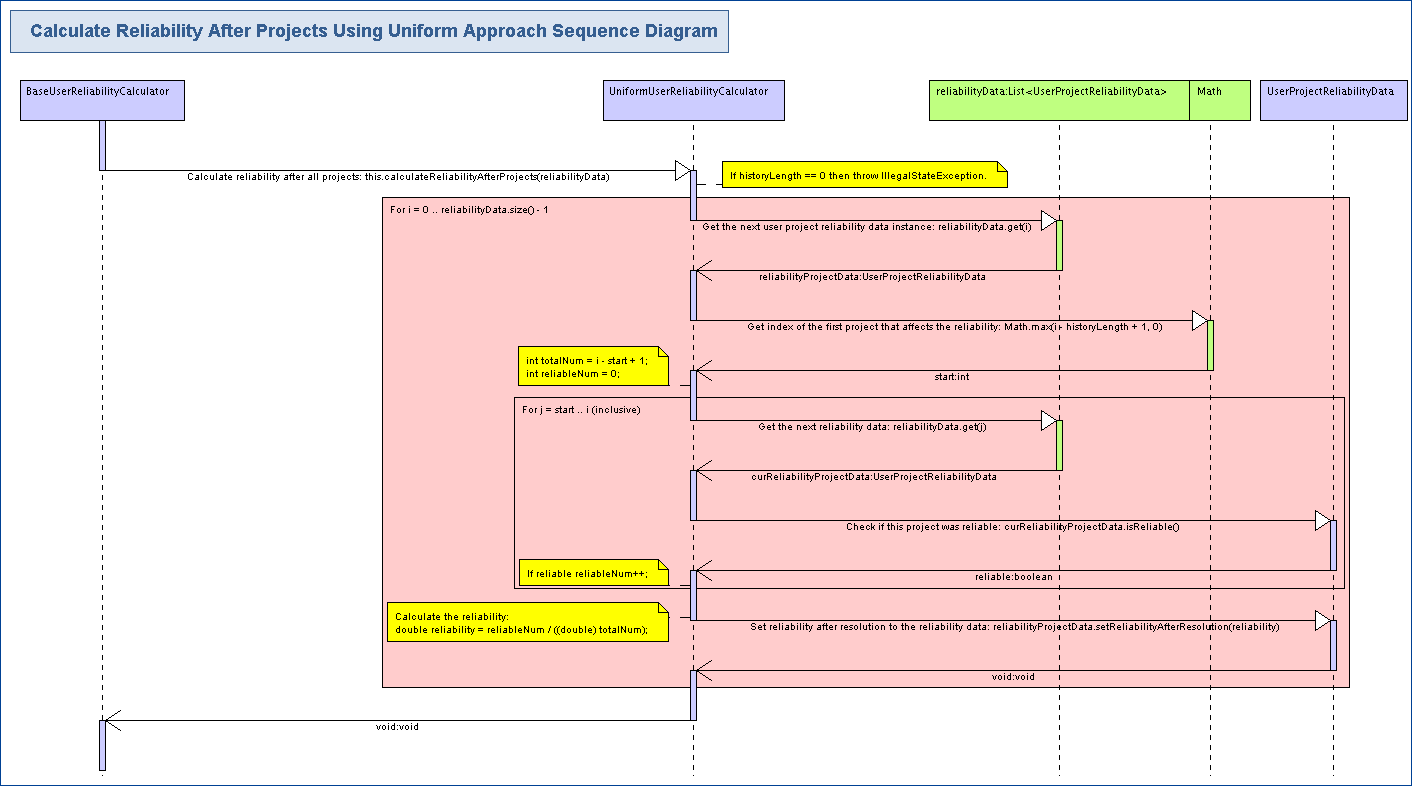 Calculate Reliability After Projects Using Uniform Approach Sequence Diagram
BaseUserReliabilityCalculator
UniformUserReliabilityCalculator
reliabilityData:List<UserProjectReliabilityData>
Math
UserProjectReliabilityData
Calculate reliability after all projects: this.calculateReliabilityAfterProjects(reliabilityData)
If historyLength == 0 then throw IllegalStateException.
For i = 0 .. reliabilityData.size() - 1
Get the next user project reliability data instance: reliabilityData.get(i)
reliabilityProjectData:UserProjectReliabilityData
Get index of the first project that affects the reliability: Math.max(i - historyLength + 1, 0)
int totalNum = i - start + 1;
int reliableNum = 0;
start:int
For j = start .. i (inclusive)
Get the next reliability data: reliabilityData.get(j)
curReliabilityProjectData:UserProjectReliabilityData
Check if this project was reliable: curReliabilityProjectData.isReliable()
If reliable reliableNum++;
reliable:boolean
Calculate the reliability:
double reliability = reliableNum / ((double) totalNum);
Set reliability after resolution to the reliability data: reliabilityProjectData.setReliabilityAfterResolution(reliability)
void:void
void:void